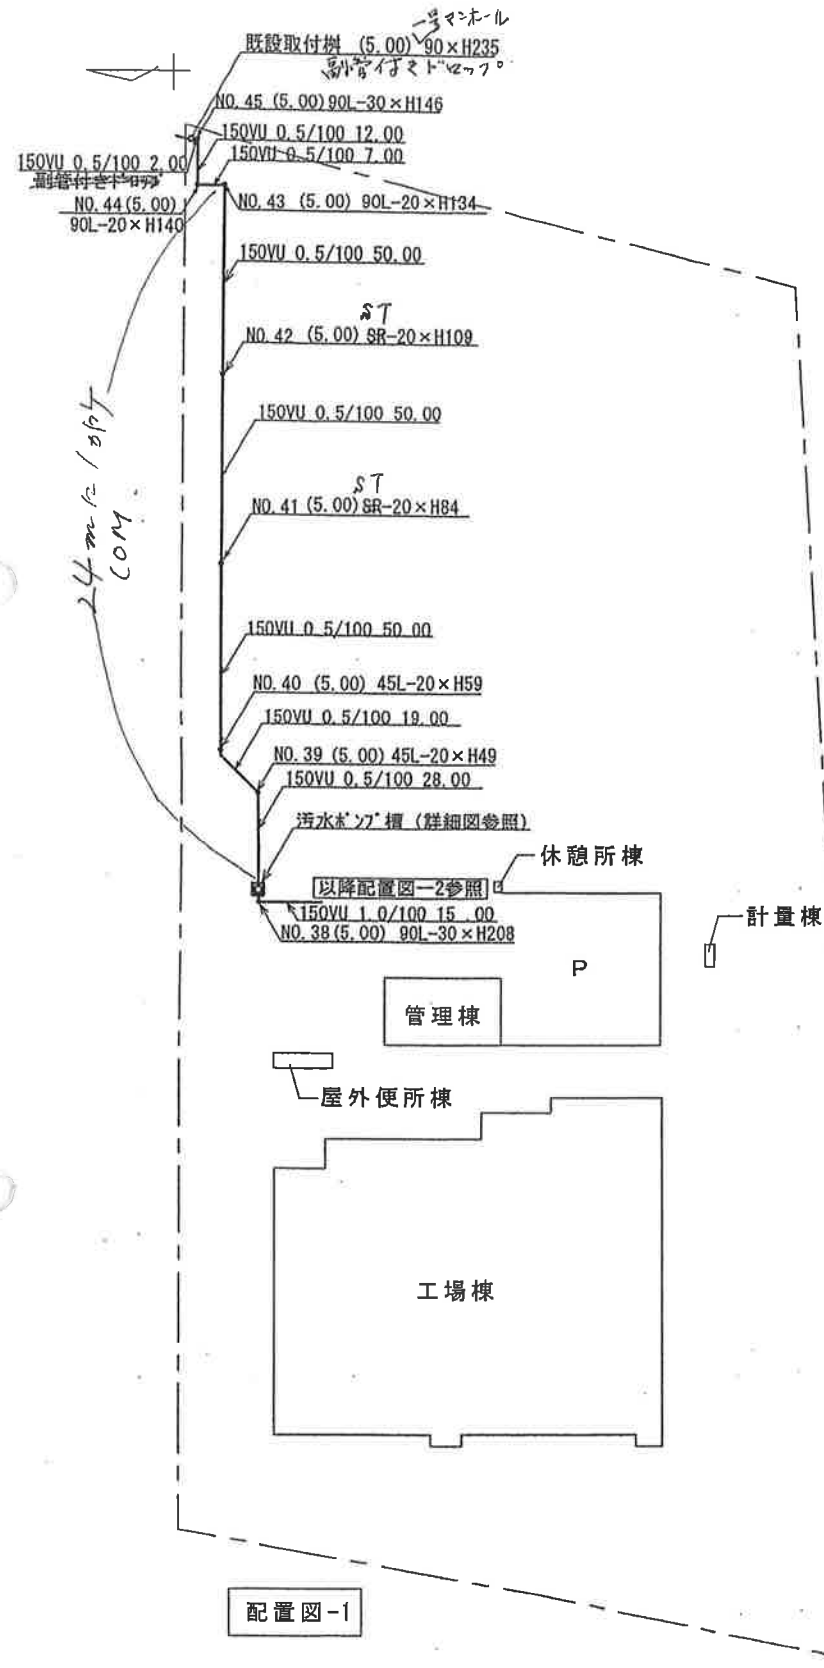 一号マンホール
既設取付桝 (5.00) 90×H235
副管付きドロップ
NO.45 (5.00) 90L-30×H146
150VU 0.5/100 12.00
150VU 0.5/100 7.00
150VU 0.5/100 2.00
副管付きドロップ
NO.44(5.00)
90L-20×H140
NO.43 (5.00) 90L-20×H134
150VU 0.5/100 50.00
ST
NO.42 (5.00) SR-20×H109
150VU 0.5/100 50.00
ST
NO.41 (5.00) SR-20×H84
24mに1か所
COM.
150VU 0.5/100 50.00
NO.40 (5.00) 45L-20×H59
150VU 0.5/100 19.00
NO.39 (5.00) 45L-20×H49
150VU 0.5/100 28.00
汚水ポンプ槽 (詳細図参照)
休憩所棟
以降配置図-2参照
150VU 1.0/100 15.00
NO.38(5.00) 90L-30×H208
計量棟
P
管理棟
屋外便所棟
工場棟
配置図-1